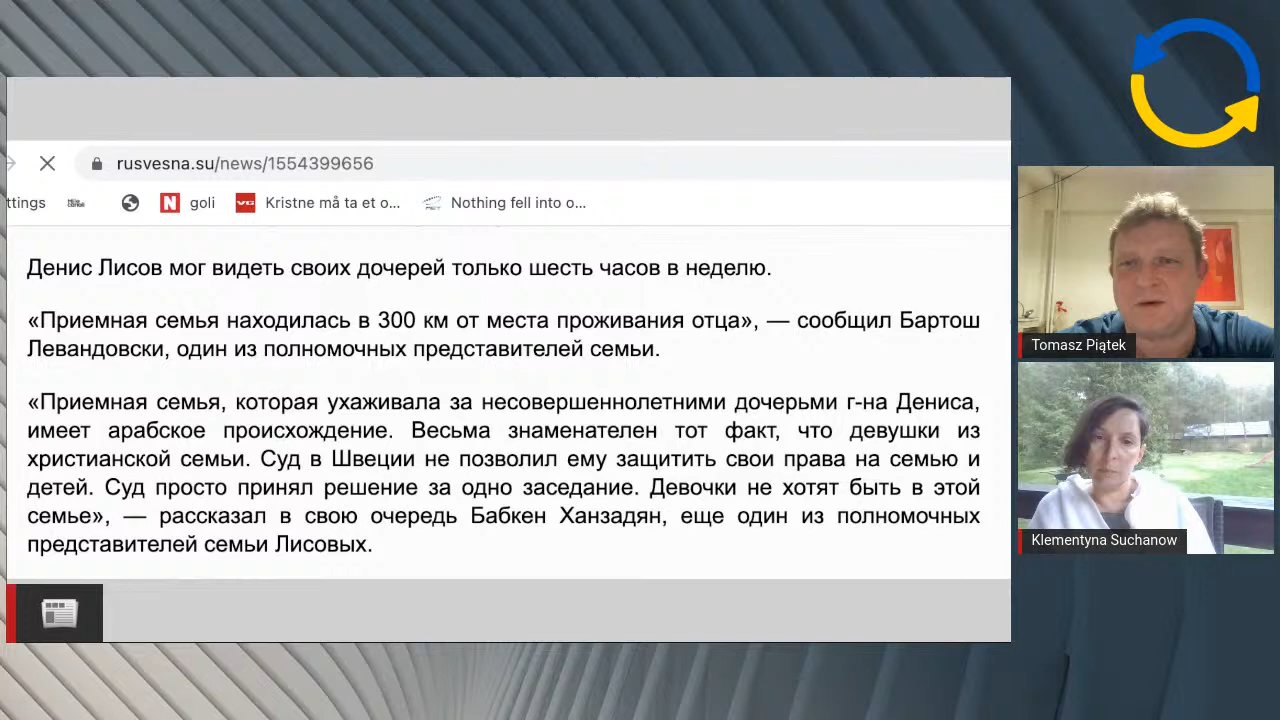 rusvesna.su/news/1554399656
ttings
N goli
VG Kristne må ta et o...
Nothing fell into o...
Денис Лисов мог видеть своих дочерей только шесть часов в неделю.
«Приемная семья находилась в 300 км от места проживания отца», — сообщил Бартош
Левандовски, один из полномочных представителей семьи.
«Приемная семья, которая ухаживала за несовершеннолетними дочерьми г-на Дениса,
имеет арабское происхождение. Весьма знаменателен тот факт, что девушки из
христианской семьи. Суд в Швеции не позволил ему защитить свои права на семью и
детей. Суд просто принял решение за одно заседание. Девочки не хотят быть в этой
семье», — рассказал в свою очередь Бабкен Ханзадян, еще один из полномочных
представителей семьи Лисовых.
Tomasz Piątek
Klementyna Suchanow